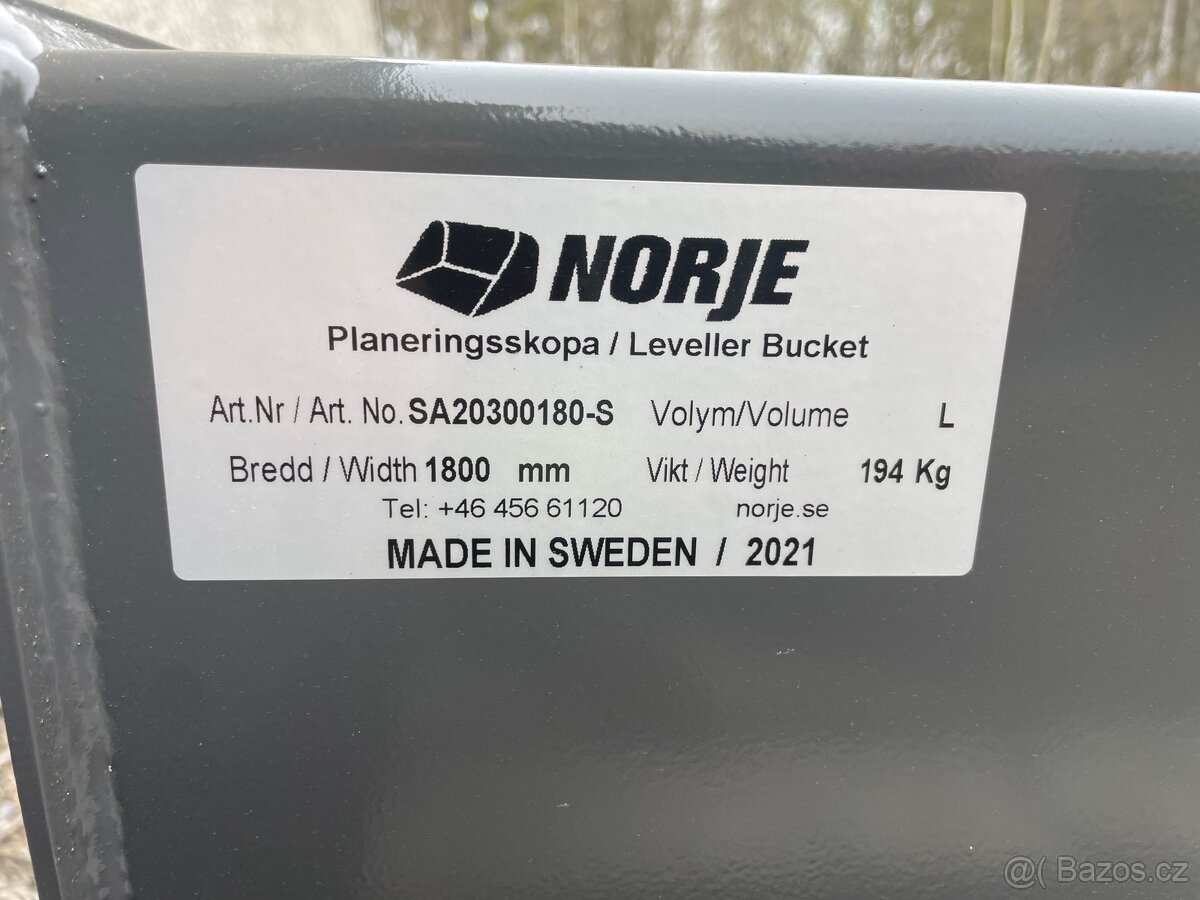 NORJE
Planeringsskopa / Leveller Bucket
Art.Nr / Art. No. SA20300180-S Volym/Volume L
Bredd / Width 1800 mm Vikt / Weight 194 Kg
Tel: +46 456 61120 norje.se
MADE IN SWEDEN / 2021
@( Bazos.cz